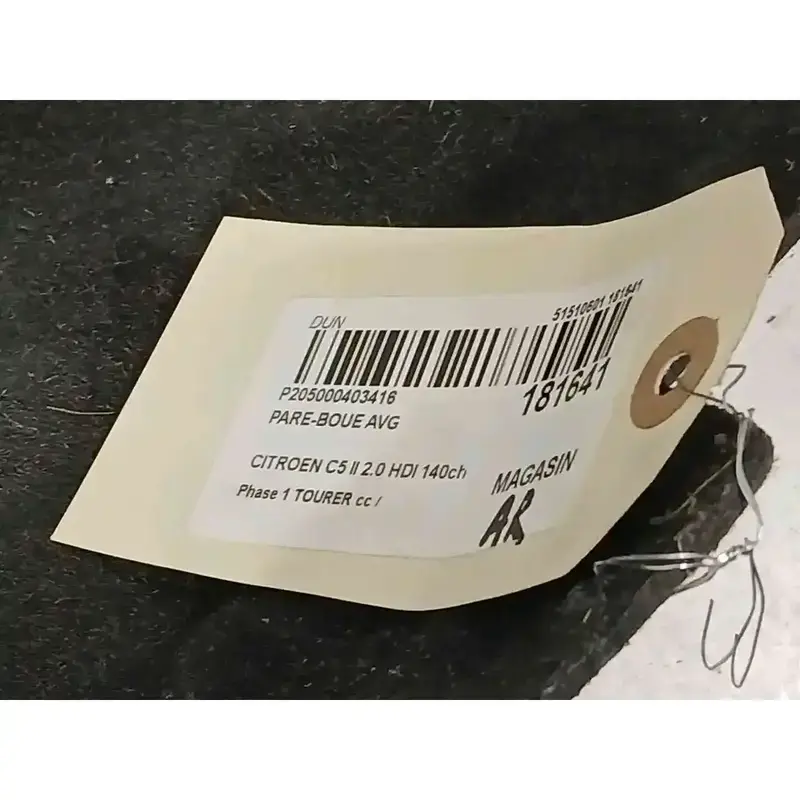 DUN
51510601 181641
P205000403416
181641
PARE-BOUE AVG
CITROEN C5 II 2.0 HDI 140ch
MAGASIN
Phase 1 TOURER cc /
AR